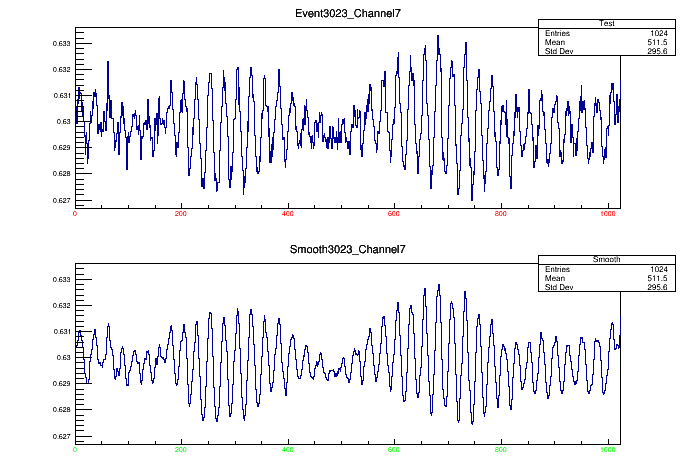 Event3023_Channel7
Test
Entries 1024
Mean 511.5
Std Dev 295.6
0.633
0.632
0.631
0.63
0.629
0.628
0.627
0 200 400 600 800 1000
Smooth3023_Channel7
Smooth
Entries 1024
Mean 511.5
Std Dev 295.6
0.633
0.632
0.631
0.63
0.629
0.628
0.627
0 200 400 600 800 1000